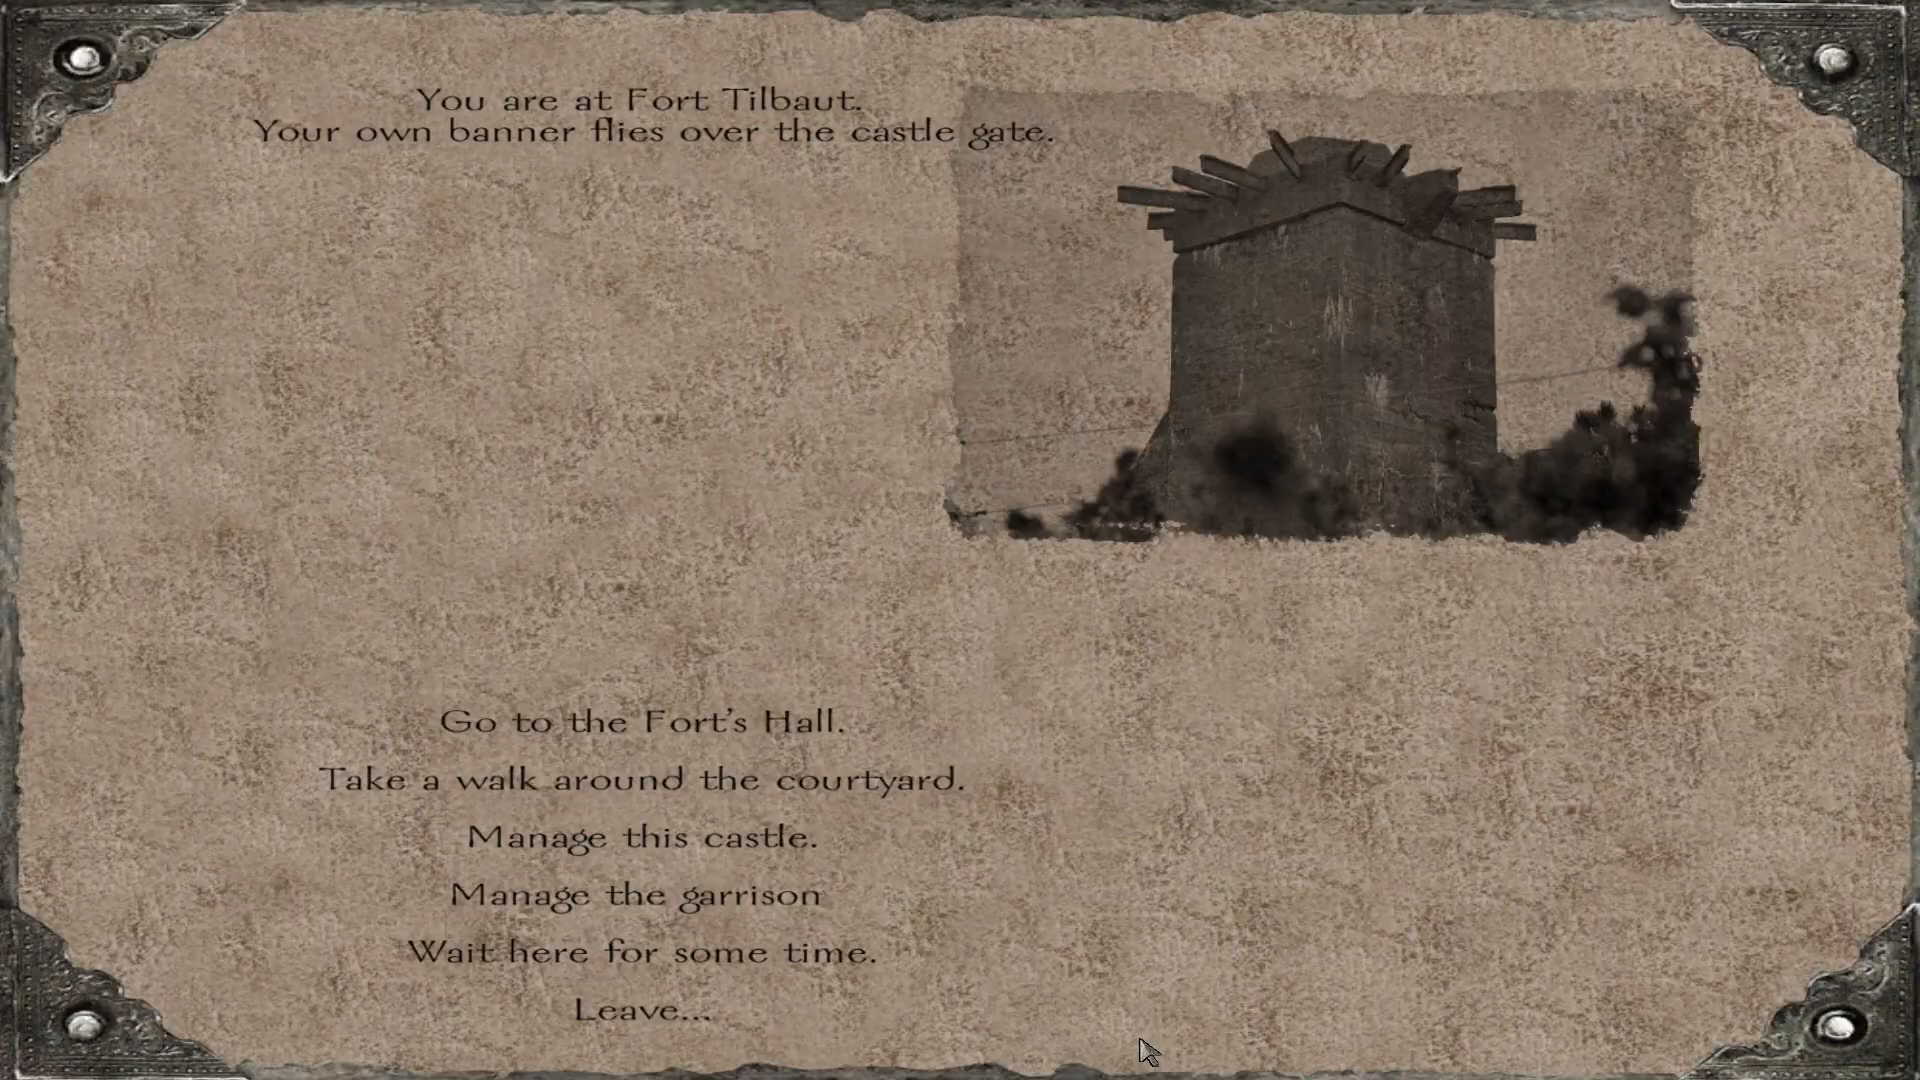 You are at Fort Tilbaut.
Your own banner flies over the castle gate.
Go to the Fort's Hall.
Take a walk around the courtyard.
Manage this castle.
Manage the garrison
Wait here for some time.
Leave...